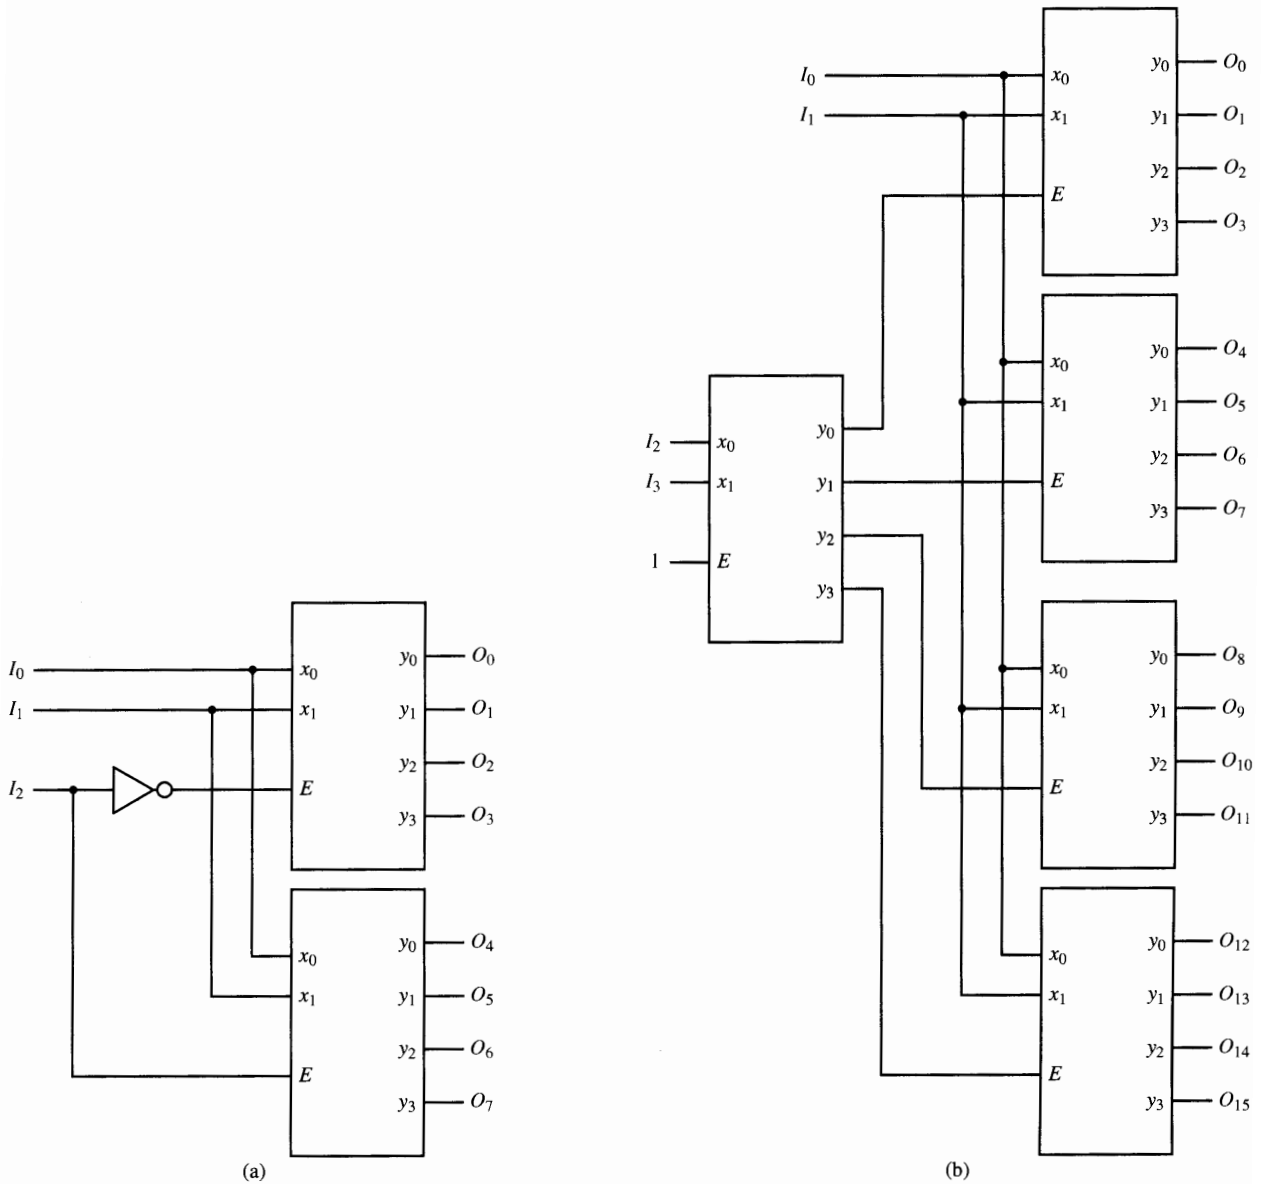 I₀ x₀ y₀ O₀
I₁ x₁ y₁ O₁
y₂ O₂
I₂ E
y₃ O₃
y₀ O₄
x₀
x₁ y₁ O₅
y₂ O₆
E
y₃ O₇
(a)
I₀ x₀ y₀ O₀
I₁ x₁ y₁ O₁
y₂ O₂
E
y₃ O₃
x₀ y₀ O₄
x₁ y₁ O₅
y₂ O₆
E
y₃ O₇
I₂ x₀ y₀
I₃ x₁ y₁
y₂
1 E
y₃
x₀ y₀ O₈
x₁ y₁ O₉
y₂ O₁₀
E
y₃ O₁₁
x₀ y₀ O₁₂
x₁ y₁ O₁₃
y₂ O₁₄
E
y₃ O₁₅
(b)